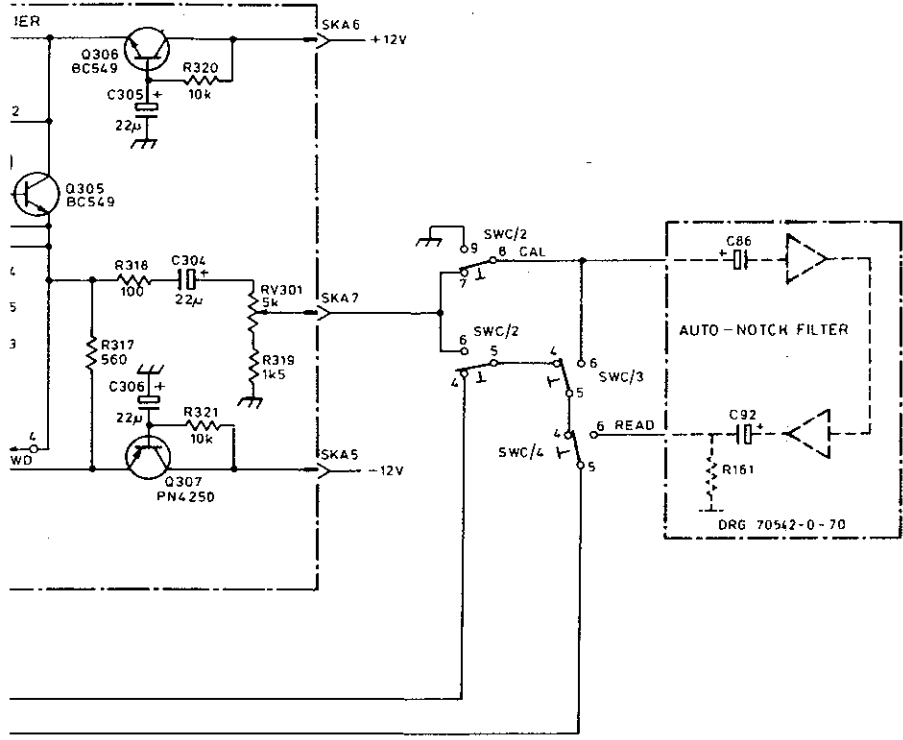 IER
SKA6
+12V
Q306
BC549
R320
10k
C305 +
22µ
2
Q305
BC549
4
R318
100
C304
+
22µ
RV301
5k
SKA7
5
3
R317
560
R319
1k5
C306
+
22µ
R321
10k
4
WD
Q307
PN4250
SKA5
-12V
9
SWC/2
8 CAL
7
6
SWC/2
5
4
4
6
SWC/3
5
4
6 READ
SWC/4
5
C86
+
AUTO-NOTCH FILTER
C92
+
R161
DRG 70542-0-70